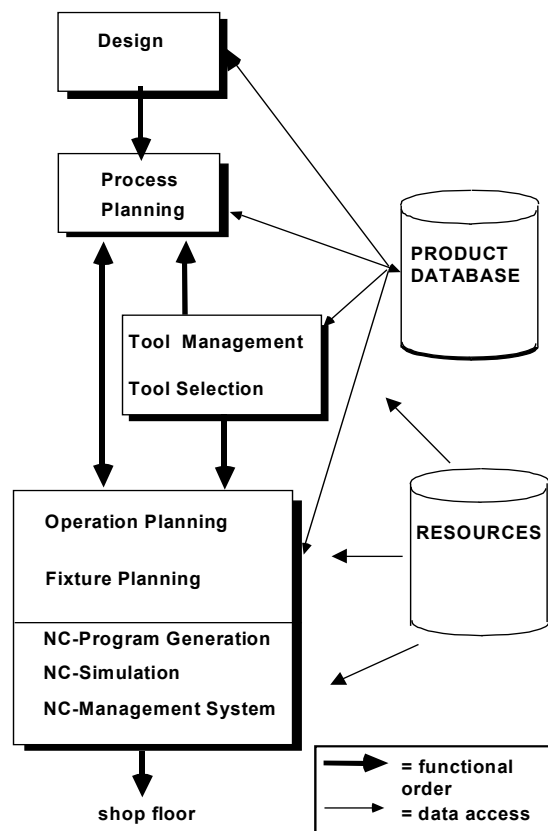 Design
Process
Planning
PRODUCT
DATABASE
Tool Management
Tool Selection
Operation Planning
Fixture Planning
RESOURCES
NC-Program Generation
NC-Simulation
NC-Management System
shop floor
= functional
order
= data access